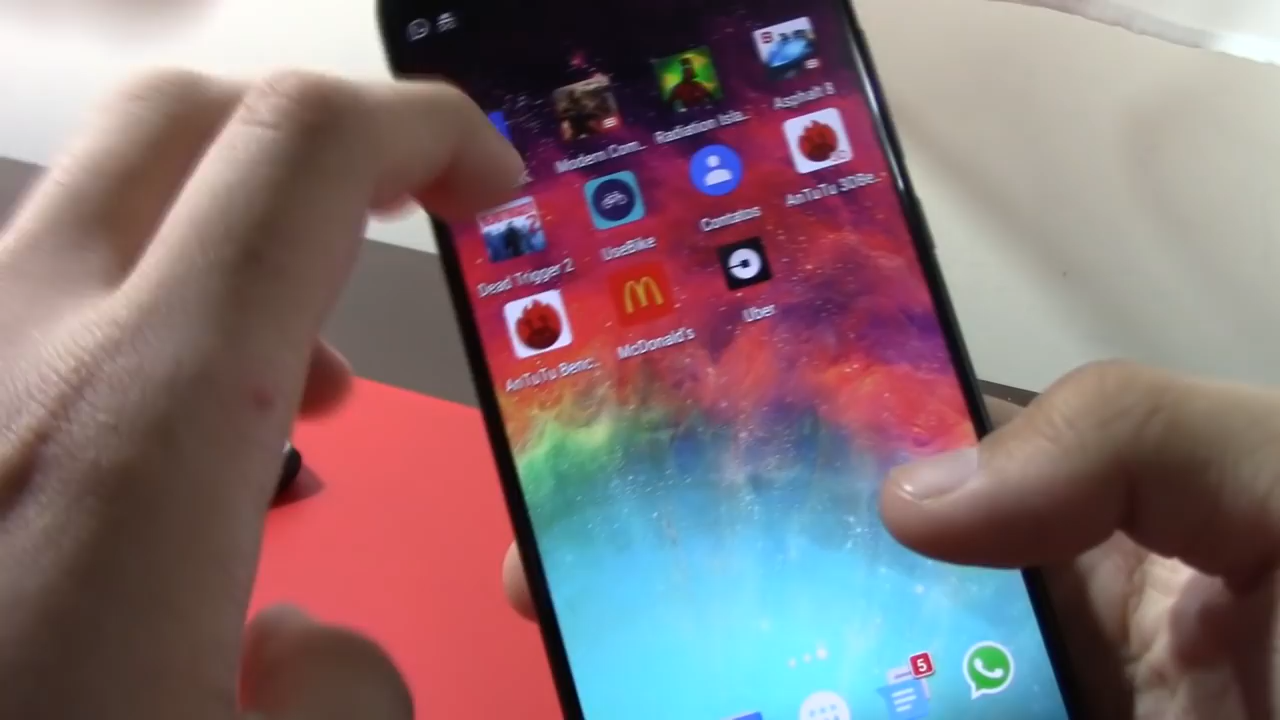 Modern Com..
Radiation Isla..
Asphalt 8
Dead Trigger 2
UseBike
Contatos
AnTuTu 3DBe..
AnTuTu Benc..
McDonald's
Uber
5